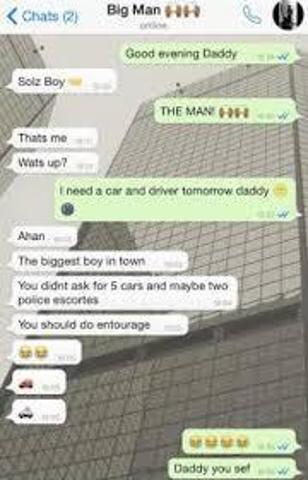 Chats (2)
Big Man 🙌🙌
online
Good evening Daddy
Solz Boy
THE MAN! 🙌🙌
Thats me
Wats up?
I need a car and driver tomorrow daddy
Ahan
The biggest boy in town
You didnt ask for 5 cars and maybe two
police escortes
You should do entourage
😂😂
🚗
🚓
😂😂😂😂
Daddy you sef